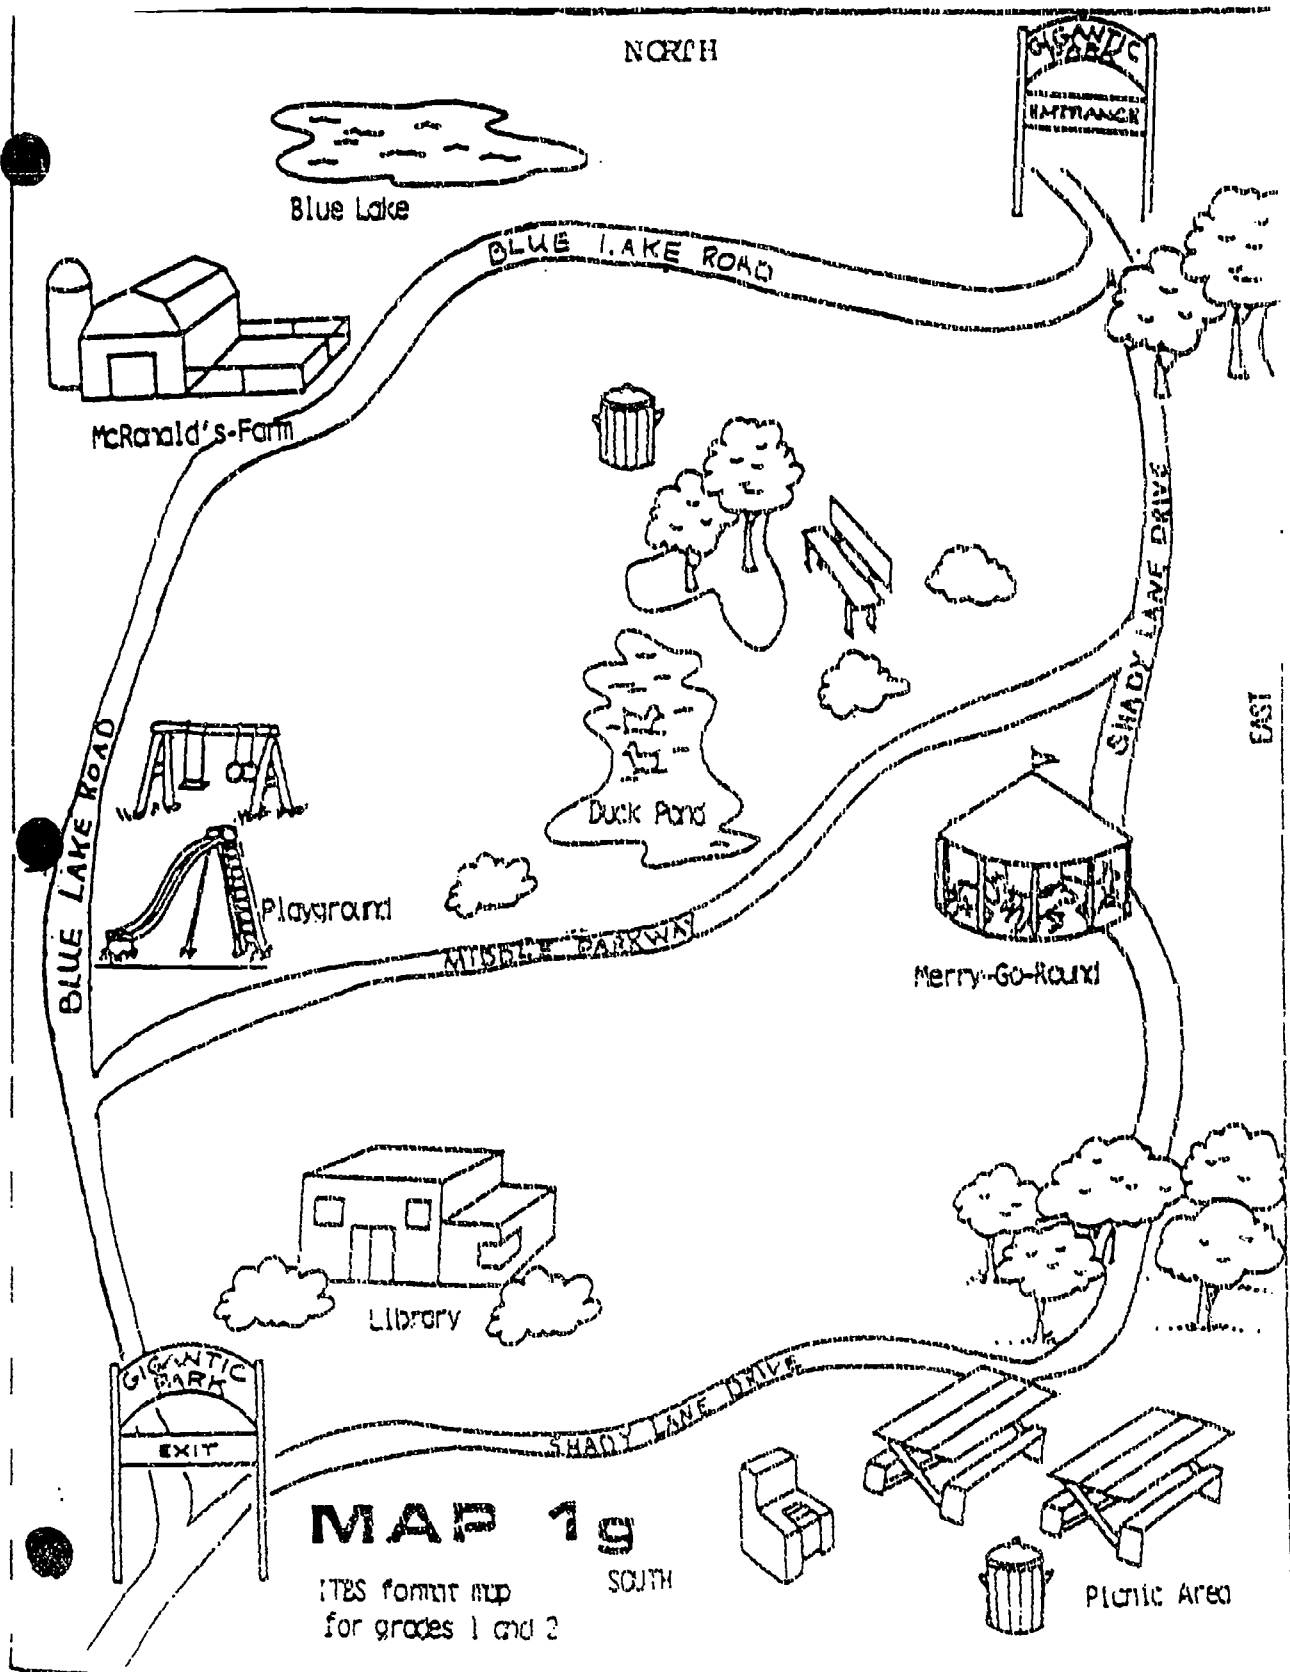 NORTH
GIGANTIC
PARK
ENTRANCE
Blue Lake
BLUE LAKE ROAD
McRonald's-Farm
SHADY LANE DRIVE
EAST
BLUE LAKE ROAD
Duck Pond
Playground
MIDDLE PARKWAY
Merry-Go-Round
Library
GIGANTIC
PARK
EXIT
SHADY LANE DRIVE
MAP 1g
SOUTH
ITBS format map
for grades 1 and 2
Picnic Area